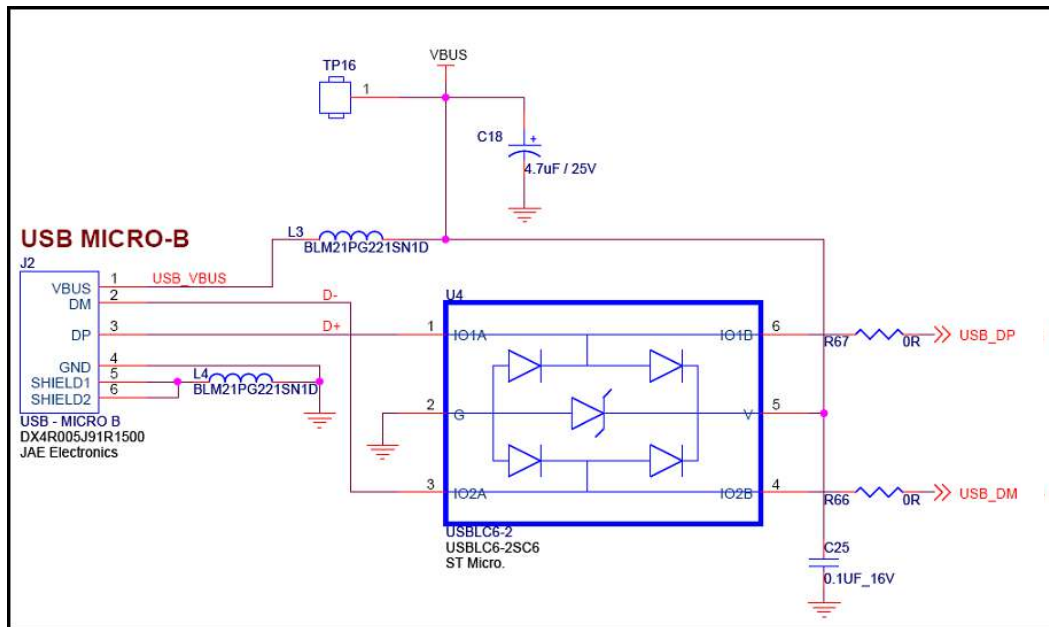 VBUS
TP16
1
C18
+
4.7uF / 25V
USB MICRO-B
L3
BLM21PG221SN1D
J2
VBUS
1
USB_VBUS
DM
2
D-
DP
3
D+
GND
4
SHIELD1
5
SHIELD2
6
L4
BLM21PG221SN1D
USB - MICRO B
DX4R005J91R1500
JAE Electronics
U4
1
IO1A
IO1B
6
R67
0R
USB_DP
2
G
V
5
3
IO2A
IO2B
4
R66
0R
USB_DM
USBLC6-2
USBLC6-2SC6
ST Micro.
C25
0.1UF_16V